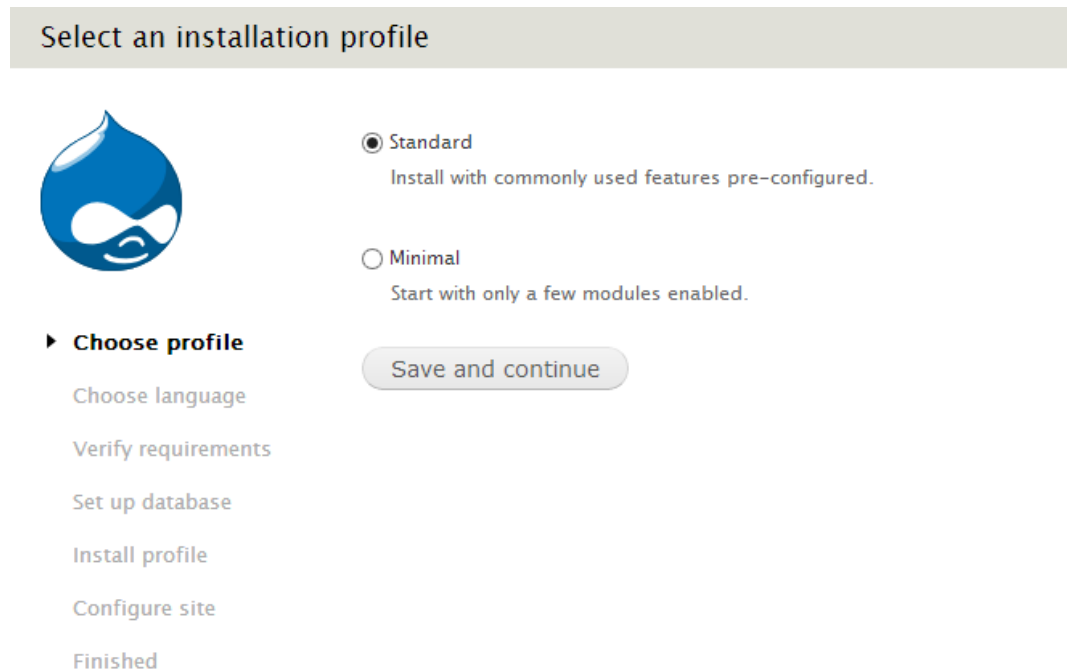 Select an installation profile
Standard
Install with commonly used features pre-configured.
Minimal
Start with only a few modules enabled.
Save and continue
Choose profile
Choose language
Verify requirements
Set up database
Install profile
Configure site
Finished